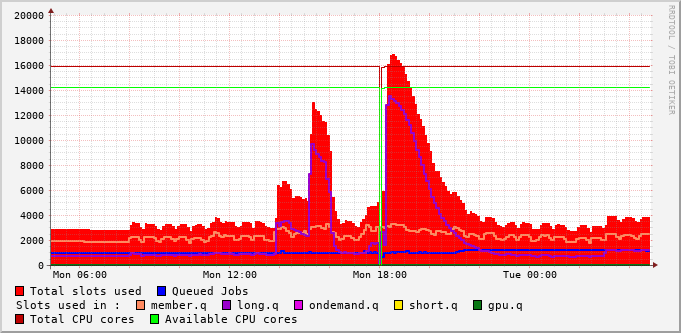 20000
18000
16000
14000
12000
10000
8000
6000
4000
2000
0
Mon 06:00 Mon 12:00 Mon 18:00 Tue 00:00
RRDTOOL / TOBI OETIKER
Total slots used Queued Jobs
Slots used in : member.q long.q ondemand.q short.q gpu.q
Total CPU cores Available CPU cores